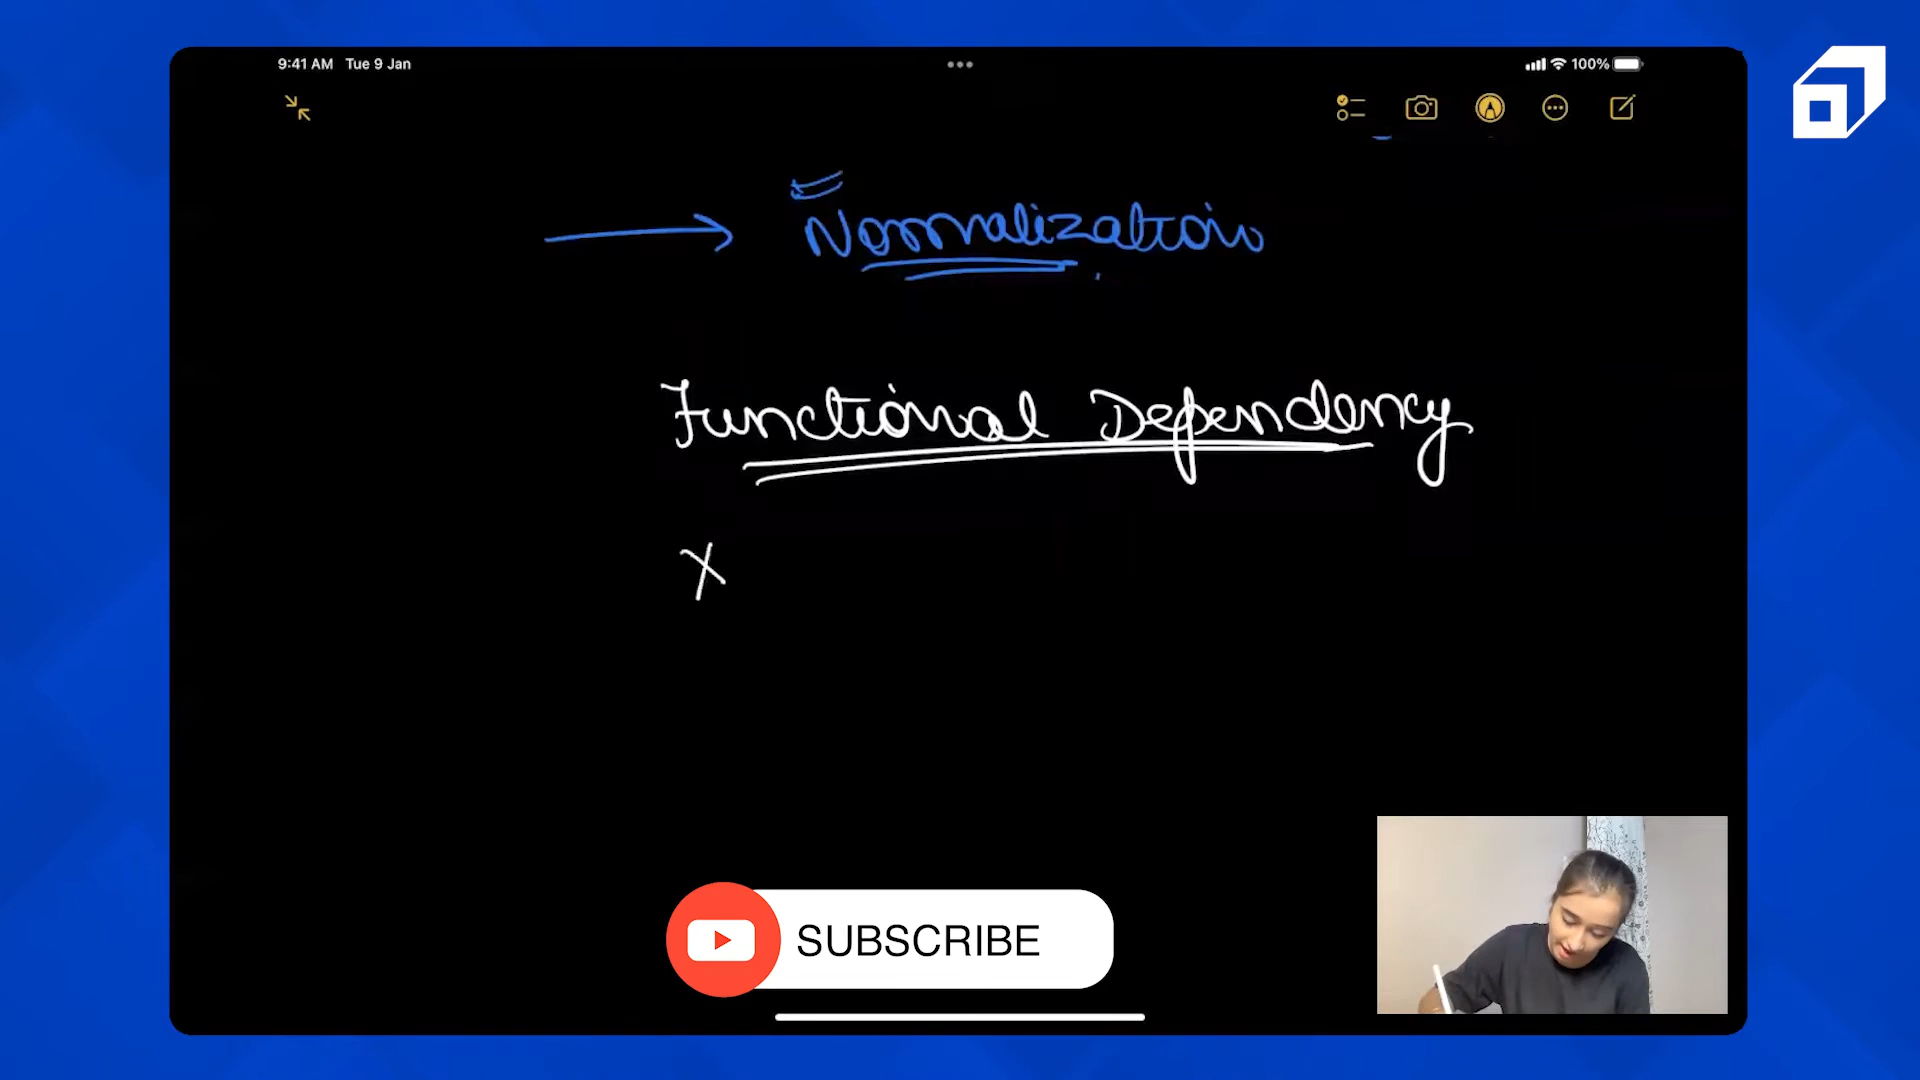 9:41 AM Tue 9 Jan
100%
Normalization
Functional Dependency
X
SUBSCRIBE